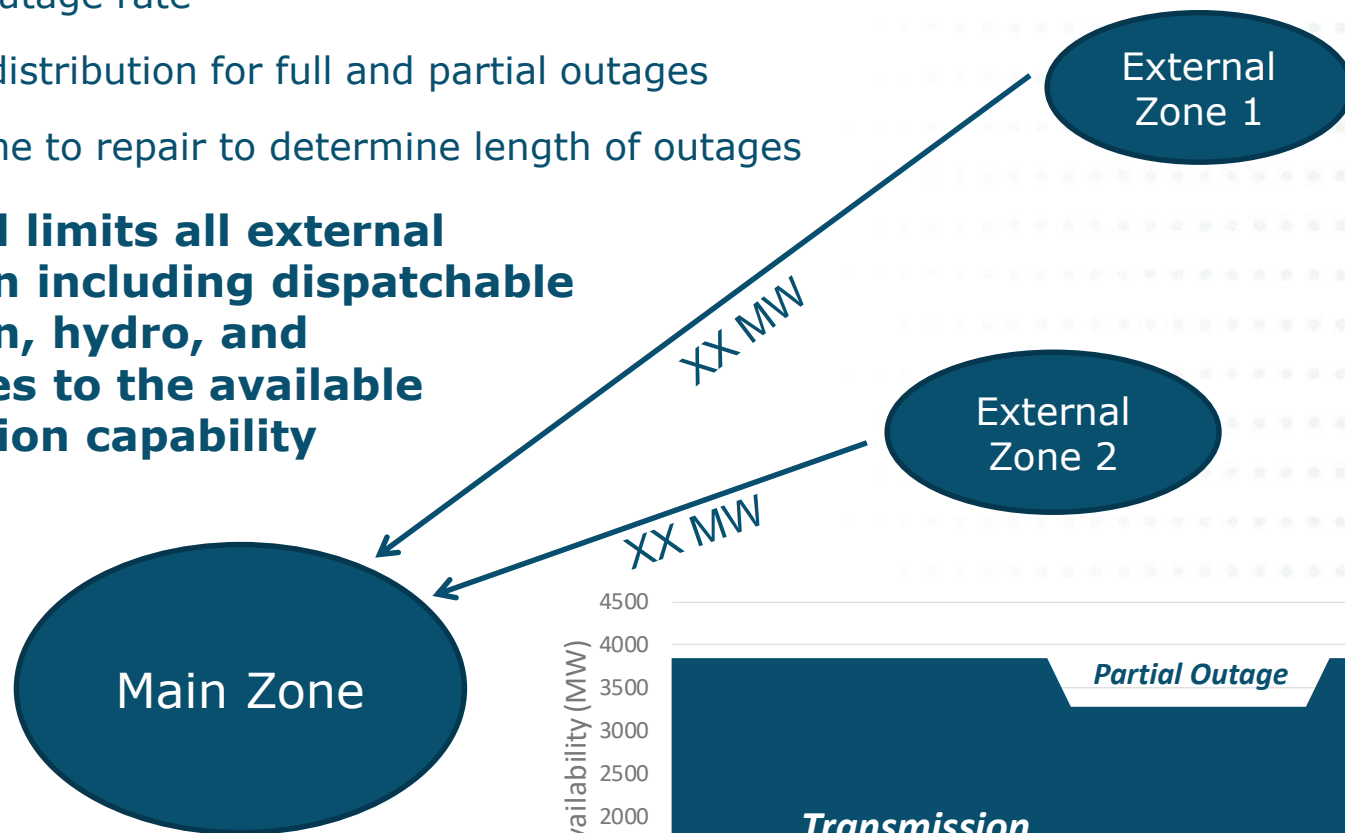 utage rate
distribution for full and partial outages
ne to repair to determine length of outages
l limits all external
n including dispatchable
n, hydro, and
es to the available
ion capability
External
Zone 1
XX MW
External
Zone 2
XX MW
Main Zone
4500
4000
3500
3000
2500
2000
vailability (MW)
Partial Outage
Transmission